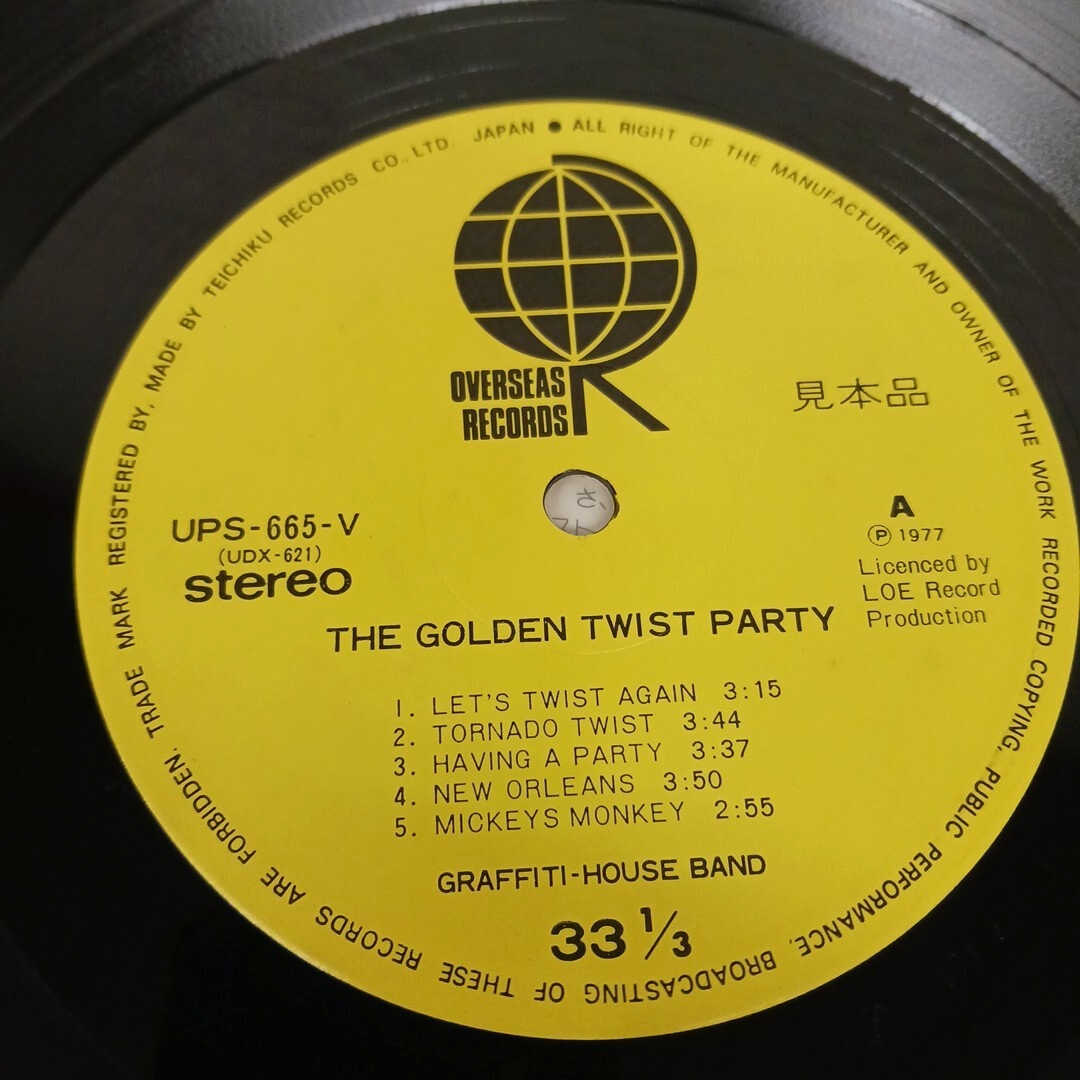 TRADE MARK REGISTERED BY, MADE BY TEICHIKU RECORDS CO., LTD. JAPAN ● ALL RIGHT OF THE MANUFACTURER AND OWNER OF THE WORK RECORDED COPYING, PUBLIC PERFORMANCE, BROADCASTING OF THESE RECORDS ARE FORBIDDEN.
R
OVERSEAS
RECORDS
見本品
UPS-665-V
(UDX-621)
stereo
A
Ⓟ 1977
Licenced by
LOE Record
Production
THE GOLDEN TWIST PARTY
1. LET'S TWIST AGAIN 3:15
2. TORNADO TWIST 3:44
3. HAVING A PARTY 3:37
4. NEW ORLEANS 3:50
5. MICKEYS MONKEY 2:55
GRAFFITI-HOUSE BAND
33 1/3